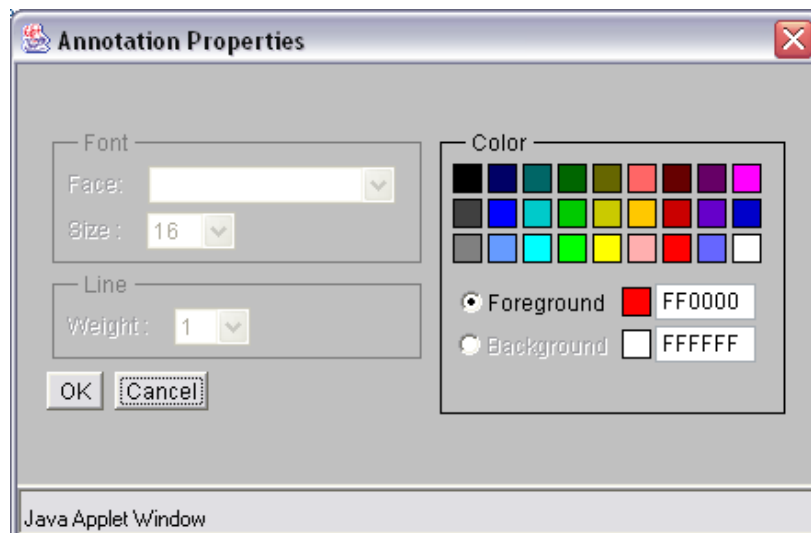 Annotation Properties
Font
Face:
Size :
16
Line
Weight :
1
OK
Cancel
Color
Foreground
FF0000
Background
FFFFFF
Java Applet Window